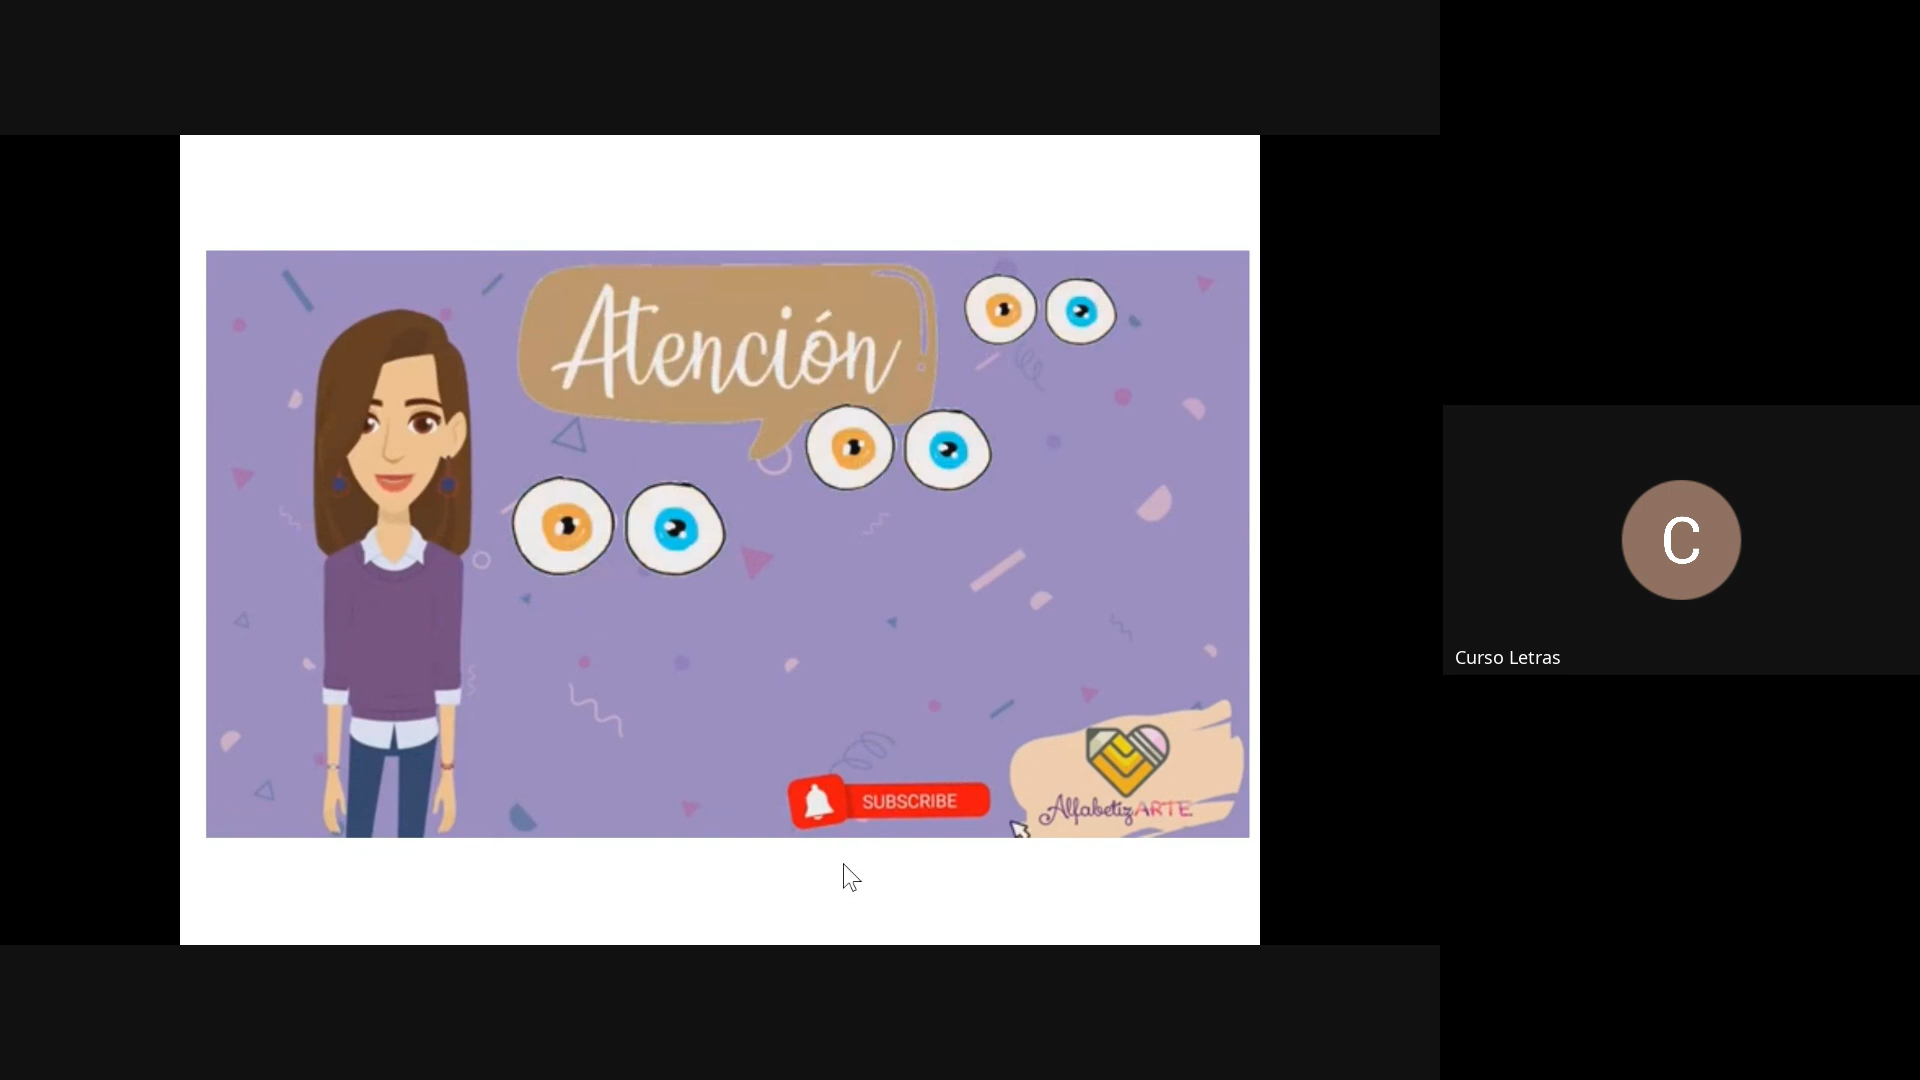 Atención
SUBSCRIBE
AlfabetizARTE
C
Curso Letras